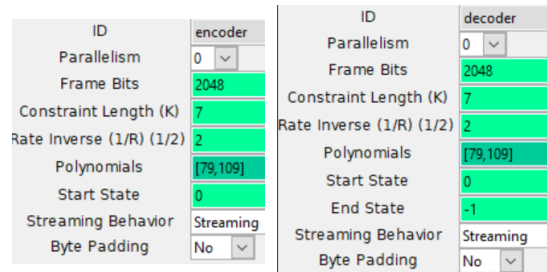 ID encoder
Parallelism 0
Frame Bits 2048
Constraint Length (K) 7
Rate Inverse (1/R) (1/2) 2
Polynomials [79,109]
Start State 0
Streaming Behavior Streaming
Byte Padding No
ID decoder
Parallelism 0
Frame Bits 2048
Constraint Length (K) 7
Rate Inverse (1/R) (1/2) 2
Polynomials [79,109]
Start State 0
End State -1
Streaming Behavior Streaming
Byte Padding No